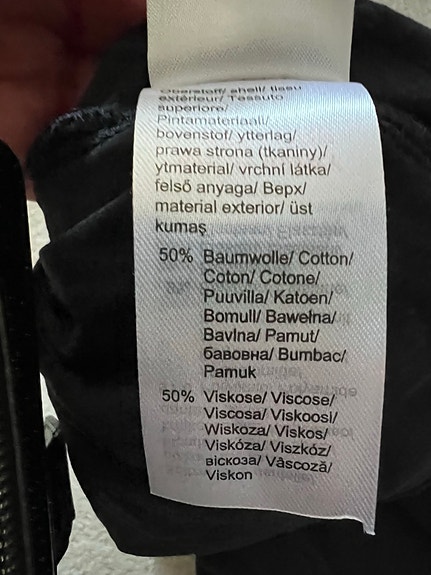 Oberstoff/ shell/ tissu
extérieur/ Tessuto
superiore/
Pintamateriaali/
bovenstof/ ytterlag/
prawa strona (tkaniny)/
ytmaterial/ vrchní látka/
felső anyaga/ Верх/
material exterior/ üst
kumaş
50% Baumwolle/ Cotton/
Coton/ Cotone/
Puuvilla/ Katoen/
Bomull/ Bawełna/
Bavlna/ Pamut/
бавовна/ Bumbac/
Pamuk
50% Viskose/ Viscose/
Viscosa/ Viskoosi/
Wiskoza/ Viskos/
Viskóza/ Viszkóz/
віскоза/ Vâscoză/
Viskon